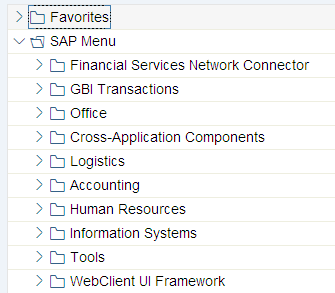 Favorites
SAP Menu
Financial Services Network Connector
GBI Transactions
Office
Cross-Application Components
Logistics
Accounting
Human Resources
Information Systems
Tools
WebClient UI Framework